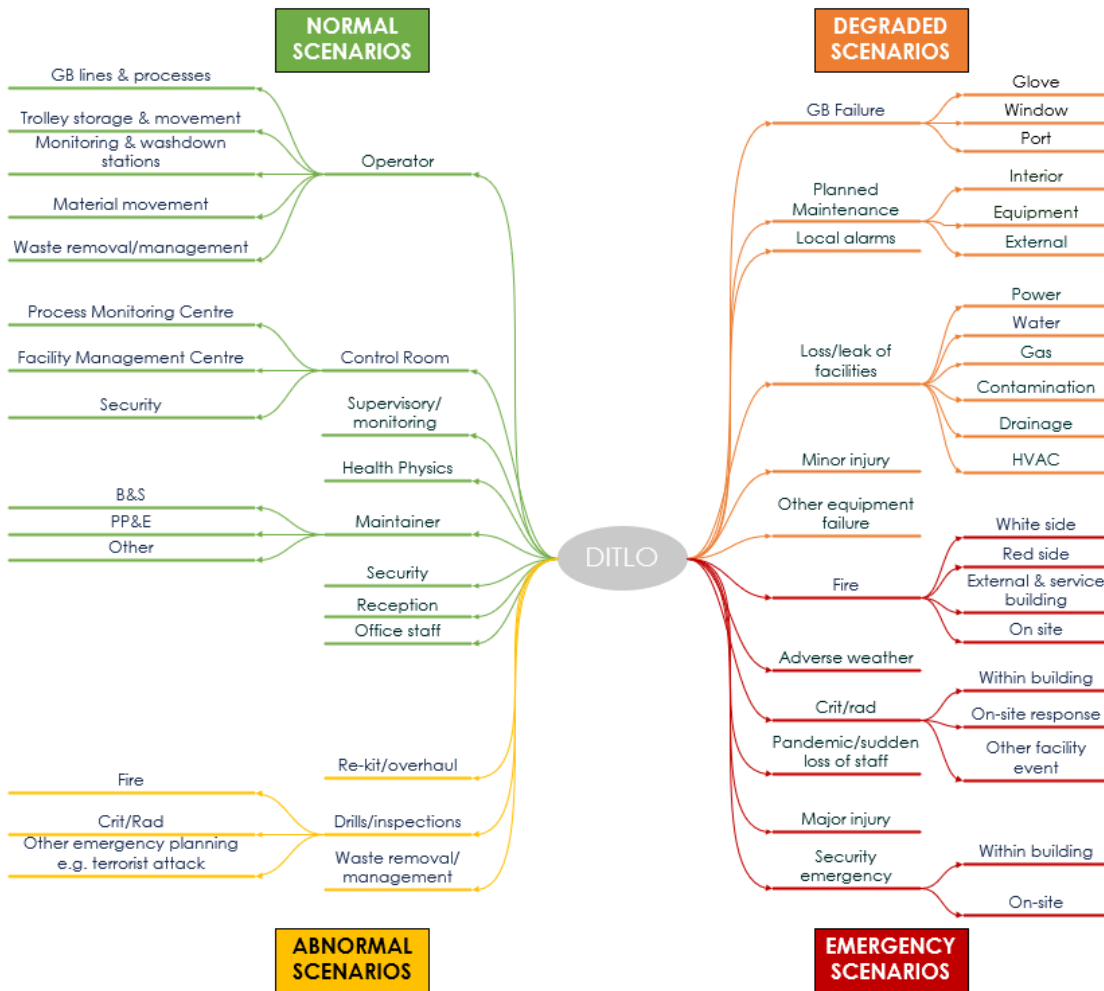 NORMAL
SCENARIOS
GB lines & processes
Trolley storage & movement
Monitoring & washdown
stations
Material movement
Waste removal/management
Operator
Process Monitoring Centre
Facility Management Centre
Security
Control Room
Supervisory/
monitoring
Health Physics
B&S
PP&E
Other
Maintainer
Security
Reception
Office staff
DITLO
DEGRADED
SCENARIOS
GB Failure
Glove
Window
Port
Planned
Maintenance
Interior
Equipment
External
Local alarms
Loss/leak of
facilities
Power
Water
Gas
Contamination
Drainage
HVAC
Minor injury
Other equipment
failure
Re-kit/overhaul
Fire
Crit/Rad
Other emergency planning
e.g. terrorist attack
Drills/inspections
Waste removal/
management
ABNORMAL
SCENARIOS
Fire
White side
Red side
External & service
building
On site
Adverse weather
Crit/rad
Within building
On-site response
Other facility
event
Pandemic/sudden
loss of staff
Major injury
Security
emergency
Within building
On-site
EMERGENCY
SCENARIOS